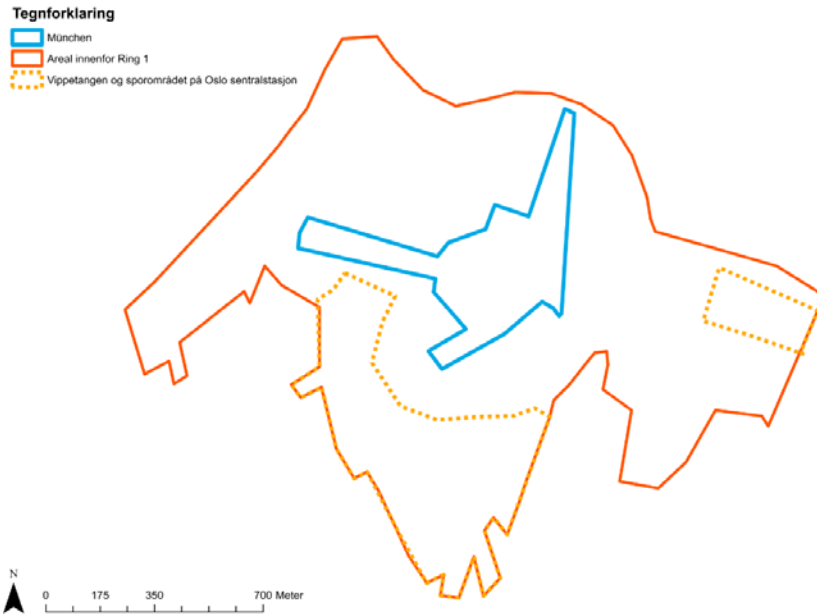 Tegnforklaring
München
Areal innenfor Ring 1
Vippetangen og sporområdet på Oslo sentralstasjon
N
0 175 350 700 Meter